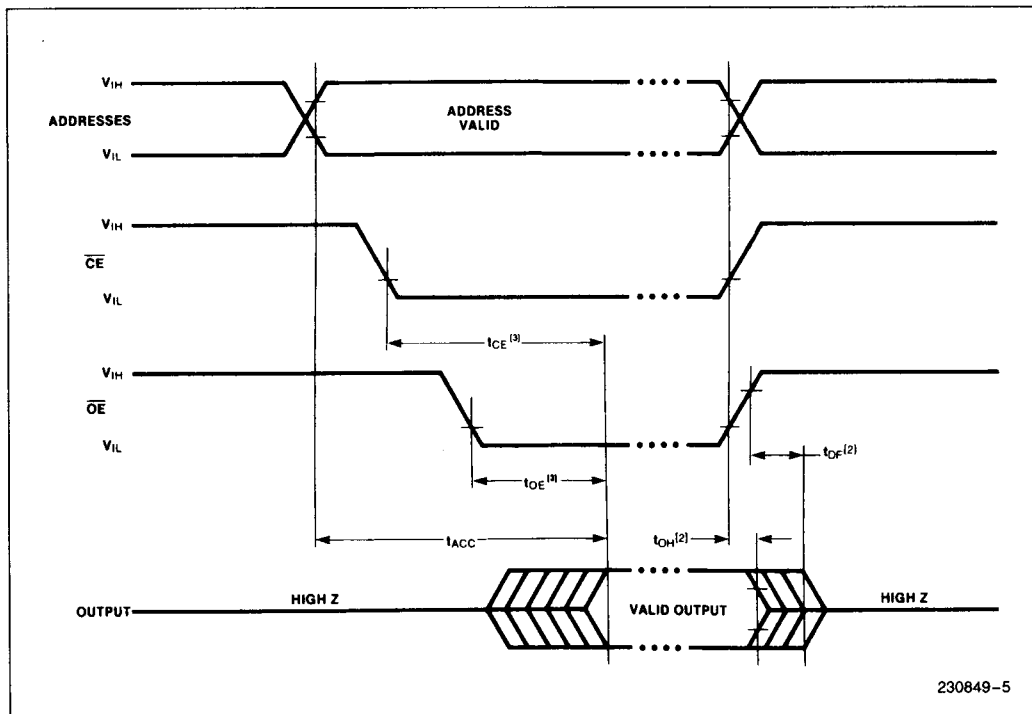 VIH
ADDRESSES
ADDRESS
VALID
VIL
VIH
CE
VIL
tCE[3]
VIH
OE
VIL
tDF[2]
tOE[3]
tACC
tOH[2]
HIGH Z
OUTPUT
VALID OUTPUT
HIGH Z
230849-5